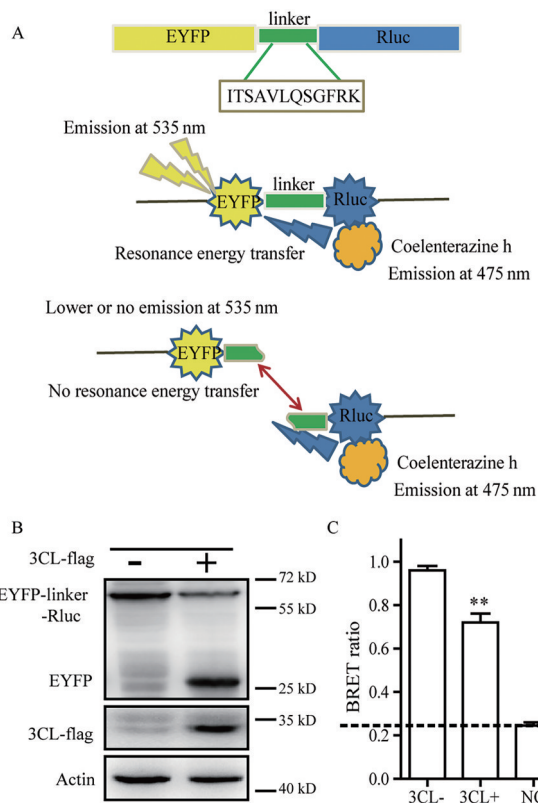 A
linker
EYFP
Rluc
ITSAVLQSGFRK
Emission at 535 nm
linker
EYFP
Rluc
Resonance energy transfer
Coelenterazine h
Emission at 475 nm
Lower or no emission at 535 nm
EYFP
No resonance energy transfer
Rluc
Coelenterazine h
Emission at 475 nm
B
3CL-flag
- +
72 kD
EYFP-linker
-Rluc
55 kD
EYFP
25 kD
35 kD
3CL-flag
Actin
40 kD
C
BRET ratio
1.0
0.8
0.6
0.4
0.2
0.0
**
3CL- 3CL+ NC